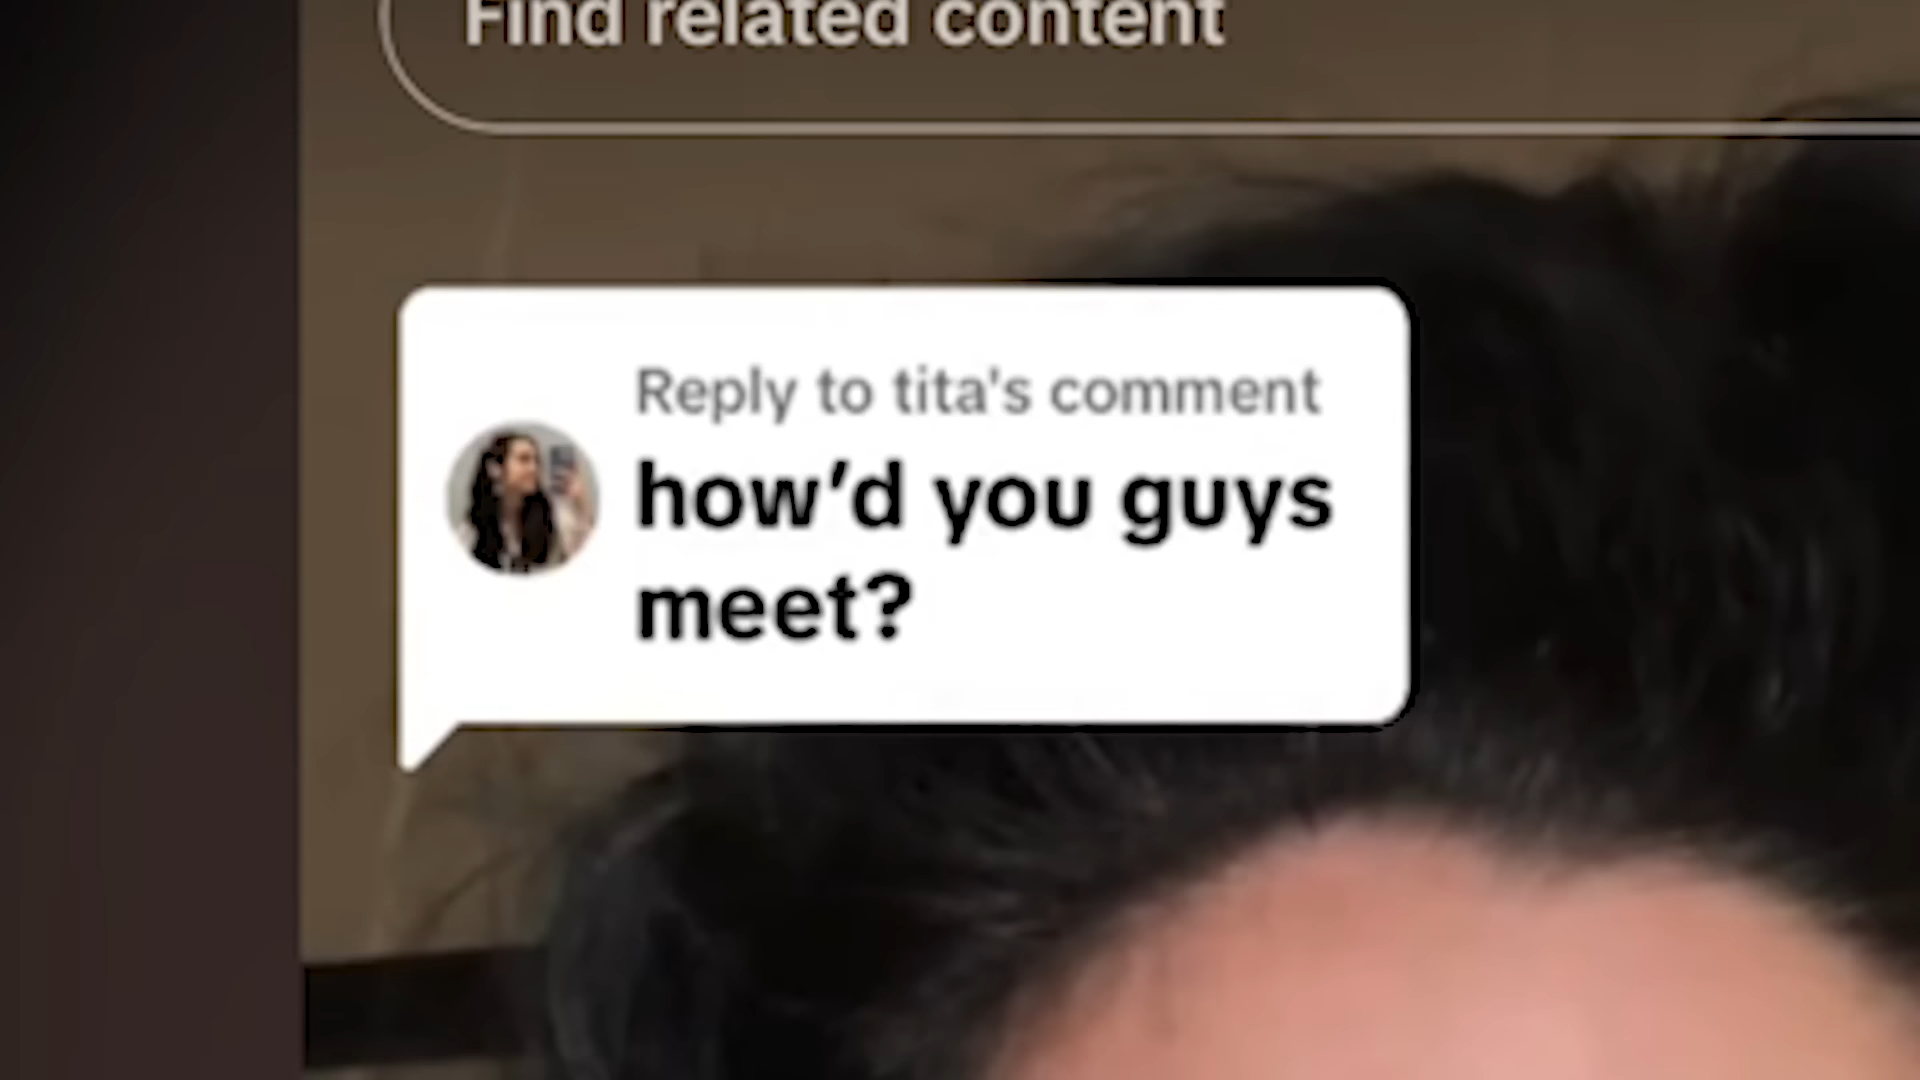 Find related content
Reply to tita's comment
how’d you guys
meet?